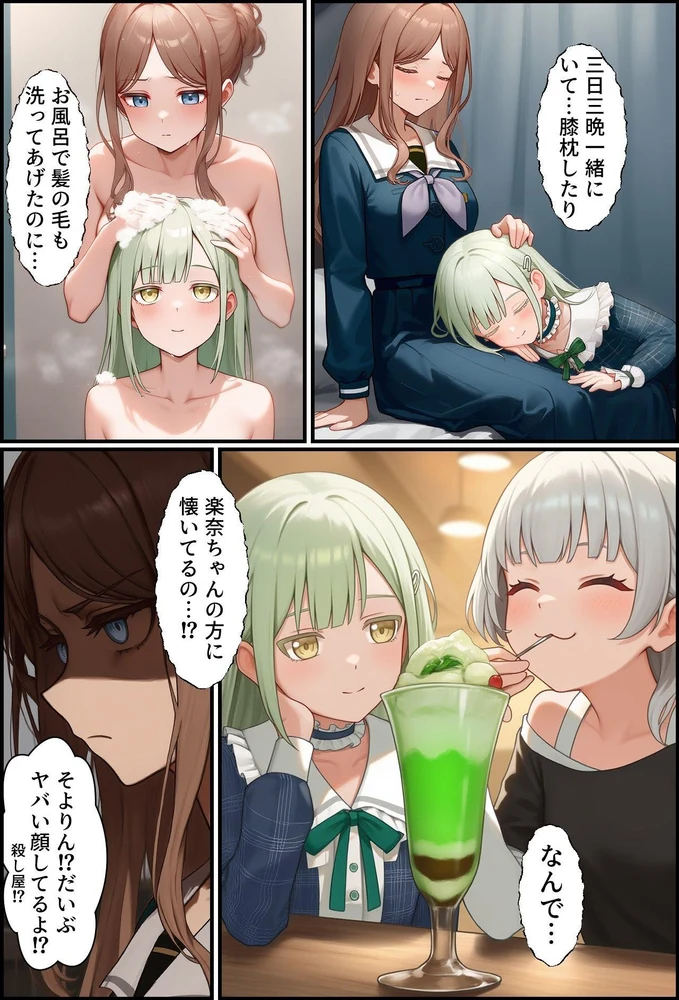 三日三晩一緒に
いて…膝枕したり
お風呂で髪の毛も
洗ってあげたのに…
なんで…
楽奈ちゃんの方に
懐いてるの…!?
そよりん!?だいぶ
ヤバい顔してるよ!?
殺し屋!?